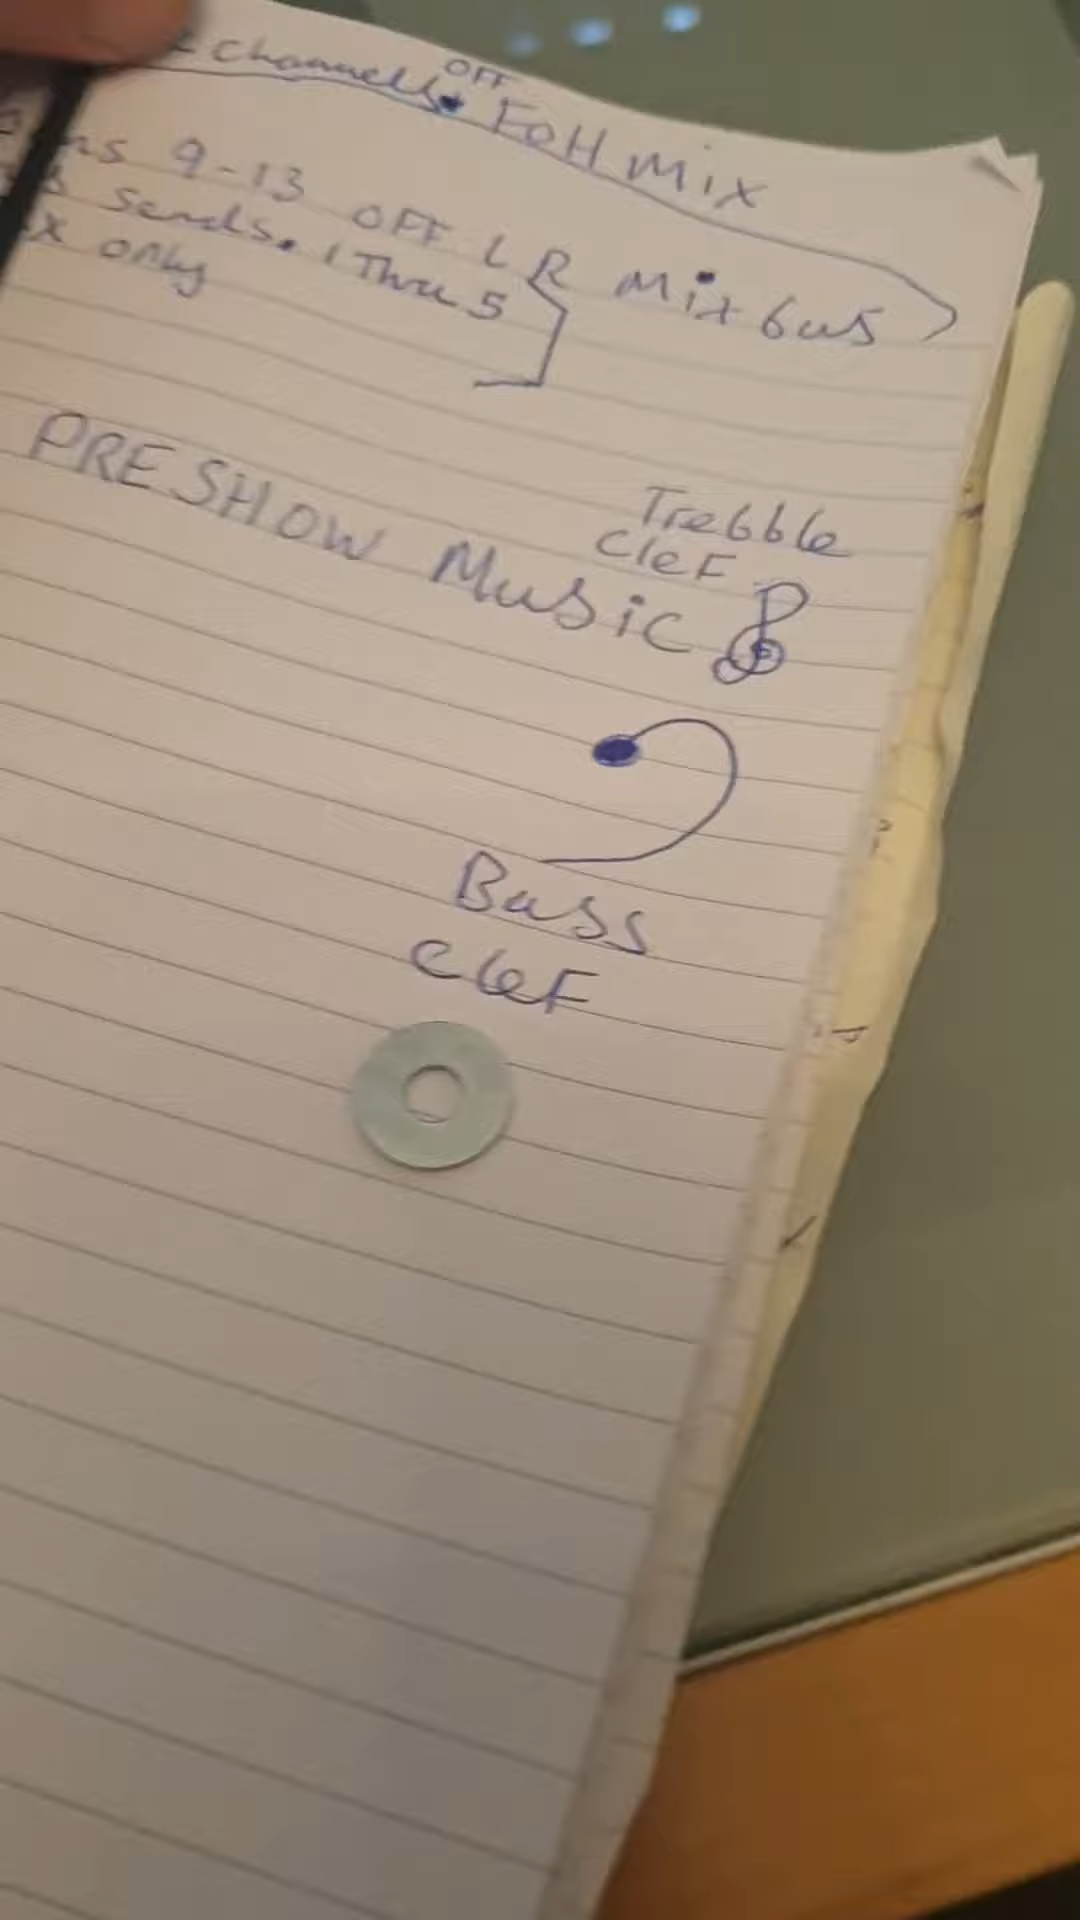 channels. OFF FOH Mix
9-13 OFF LR Mix bus
sends. 1 Thru 5
only
PRESHOW Music
Trebble
Clef
Bass
Clef